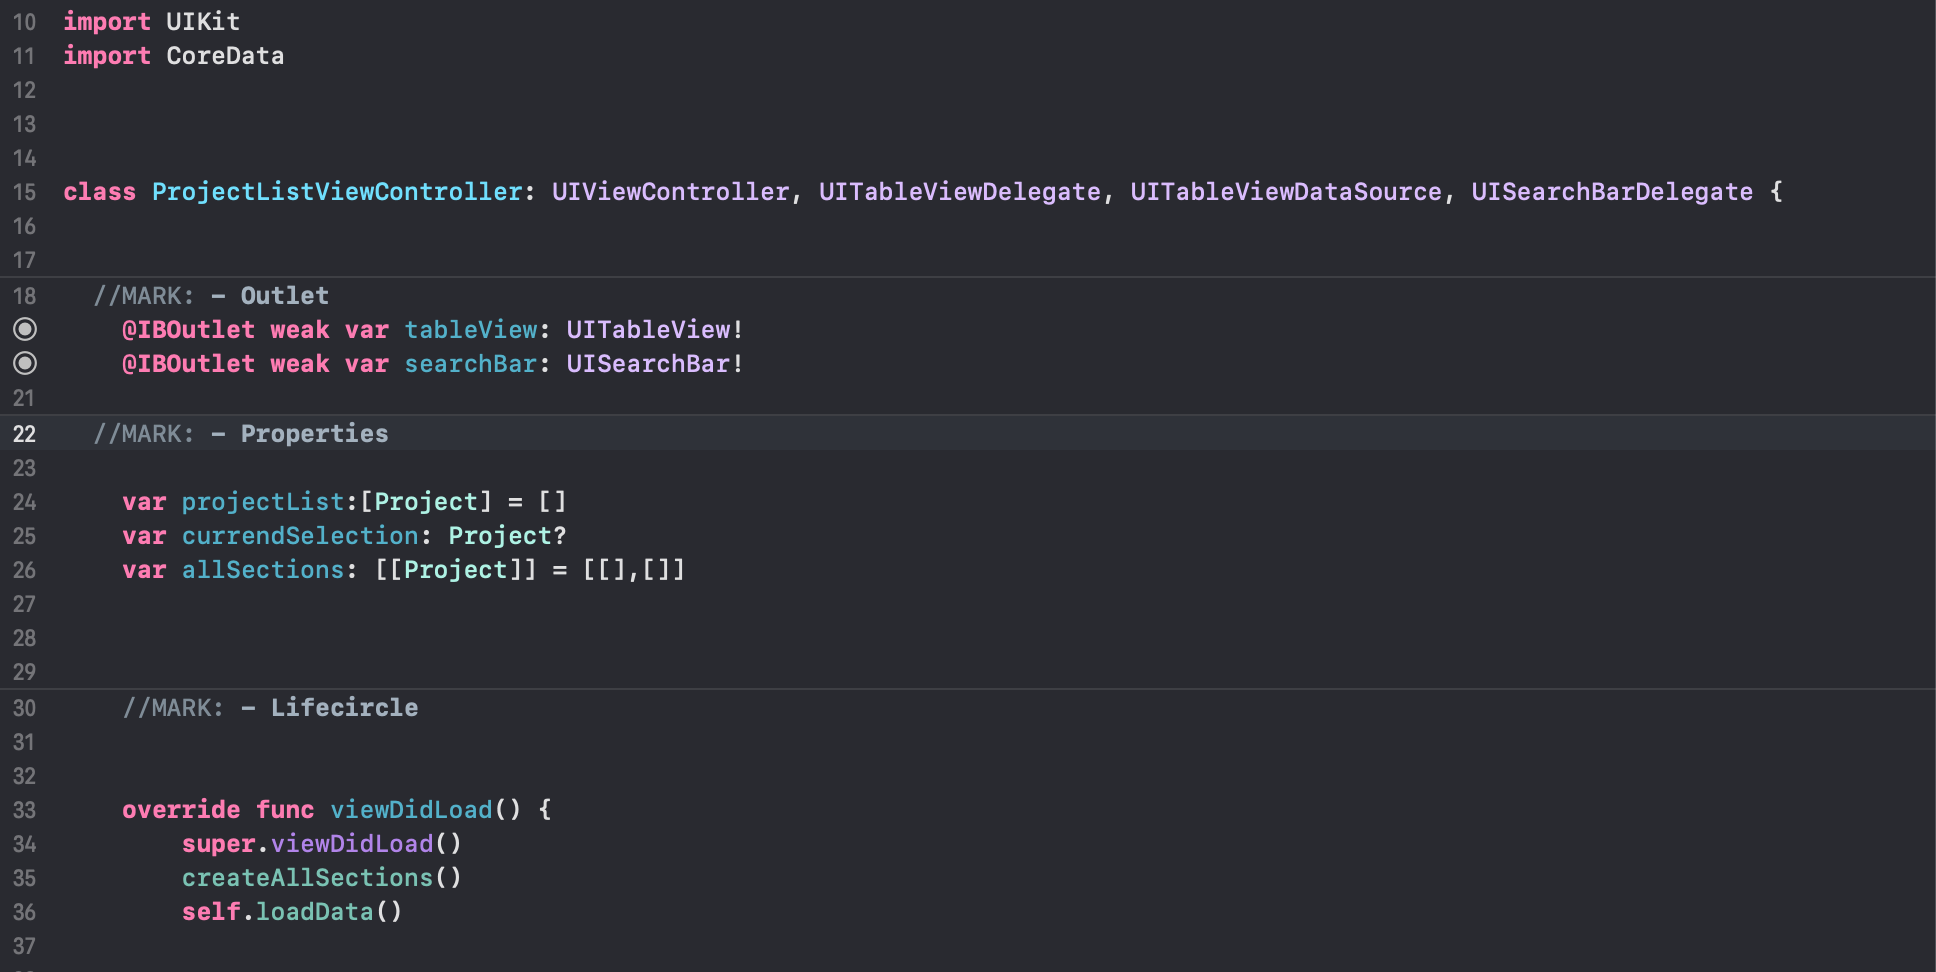 10 import UIKit
11 import CoreData
12
13
14
15 class ProjectListViewController: UIViewController, UITableViewDelegate, UITableViewDataSource, UISearchBarDelegate {
16
17
18 //MARK: - Outlet
@IBOutlet weak var tableView: UITableView!
@IBOutlet weak var searchBar: UISearchBar!
21
22 //MARK: - Properties
23
24 var projectList:[Project] = []
25 var currendSelection: Project?
26 var allSections: [[Project]] = [[],[]]
27
28
29
30 //MARK: - Lifecircle
31
32
33 override func viewDidLoad() {
34 super.viewDidLoad()
35 createAllSections()
36 self.loadData()
37